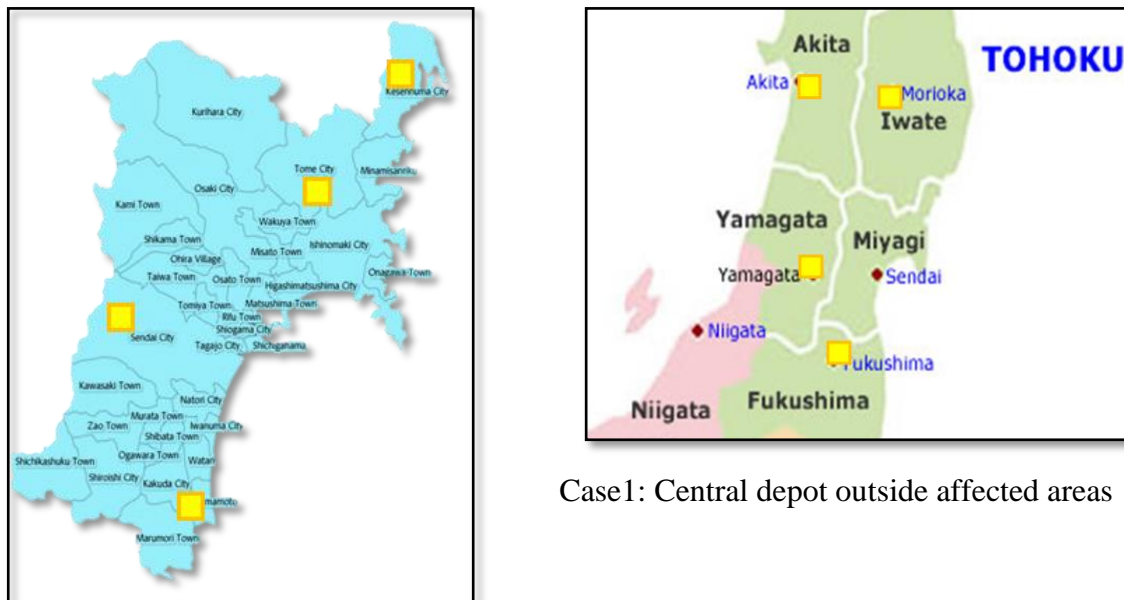 Kesennuma City
Kurihara City
Tome City
Minamisanriku
Osaki City
Kami Town
Wakuya Town
Shikama Town
Ishinomaki City
Misato Town
Ohira Village
Onagawa Town
Taiwa Town
Osato Town
Higashimatsushima City
Tomiya Town
Matsushima Town
Rifu Town
Shiogama City
Sendai City
Tagajo City
Shichigahama
Kawasaki Town
Natori City
Murata Town
Zao Town
Iwanuma City
Shibata Town
Ogawara Town
Watari
Shichikashuku Town
Shiroishi City
Kakuda City
mamoto
Marumori Town
Akita
TOHOKU
Akita
Morioka
Iwate
Yamagata
Miyagi
Yamagata
Sendai
Niigata
Fukushima
Niigata
Fukushima
Case1: Central depot outside affected areas